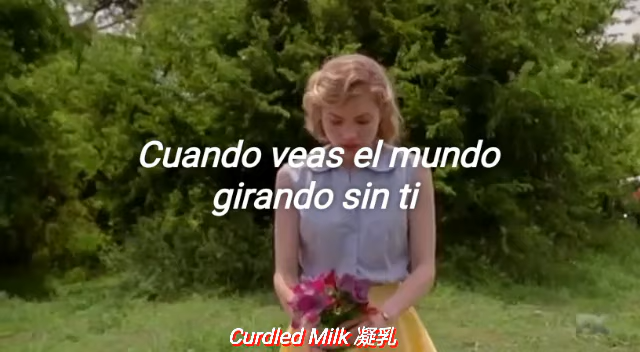 Cuando veas el mundo
girando sin ti
Curdled Milk 凝乳